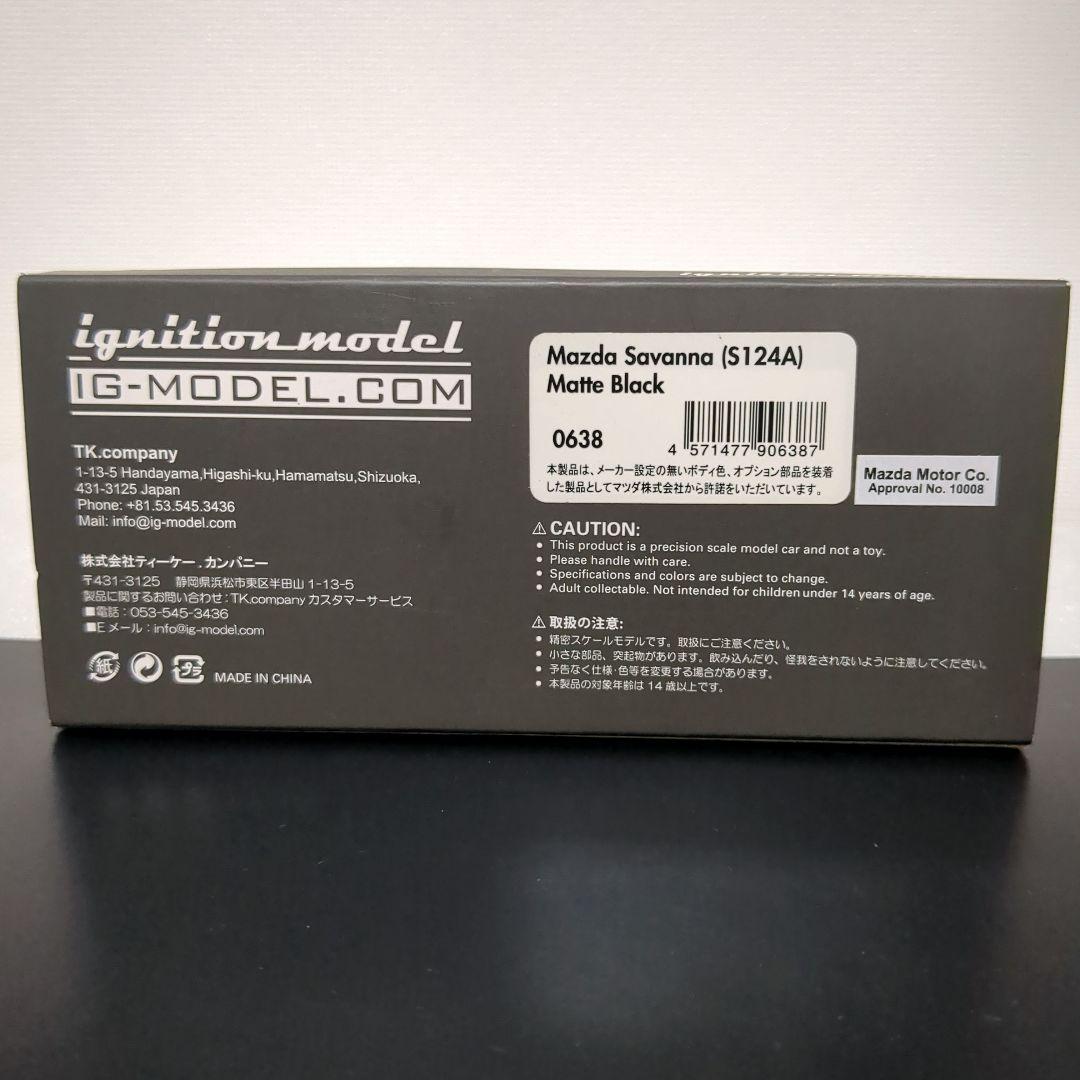 ignition model
IG-MODEL.COM
TK.company
1-13-5 Handayama,Higashi-ku,Hamamatsu,Shizuoka,
431-3125 Japan
Phone: +81.53.545.3436
Mail: info@ig-model.com
株式会社ティーケー.カンパニー
〒431-3125 静岡県浜松市東区半田山 1-13-5
製品に関するお問い合わせ：TK.company カスタマーサービス
■電話：053-545-3436
■E メール：info@ig-model.com
紙 プラ MADE IN CHINA
Mazda Savanna (S124A)
Matte Black
0638
4 571477 906387
本製品は、メーカー設定の無いボディ色、オプション部品を装着
した製品としてマツダ株式会社から許諾をいただいています。
Mazda Motor Co.
Approval No. 10008
⚠CAUTION:
• This product is a precision scale model car and not a toy.
• Please handle with care.
• Specifications and colors are subject to change.
• Adult collectable. Not intended for children under 14 years of age.
⚠取扱の注意:
• 精密スケールモデルです。取扱にご注意ください。
• 小さな部品、突起物があります。飲み込んだり、怪我をされないように注意してください。
• 予告なく仕様・色等を変更する場合があります。
• 本製品の対象年齢は 14 歳以上です。